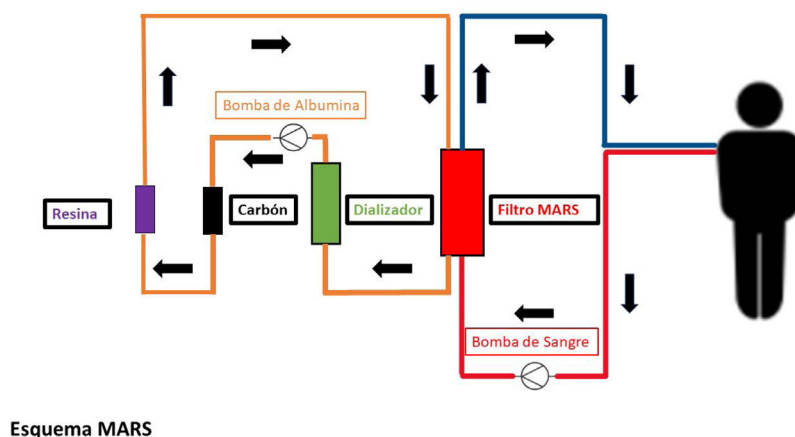 Bomba de Albumina
Resina
Carbón
Dializador
Filtro MARS
Bomba de Sangre
Esquema MARS